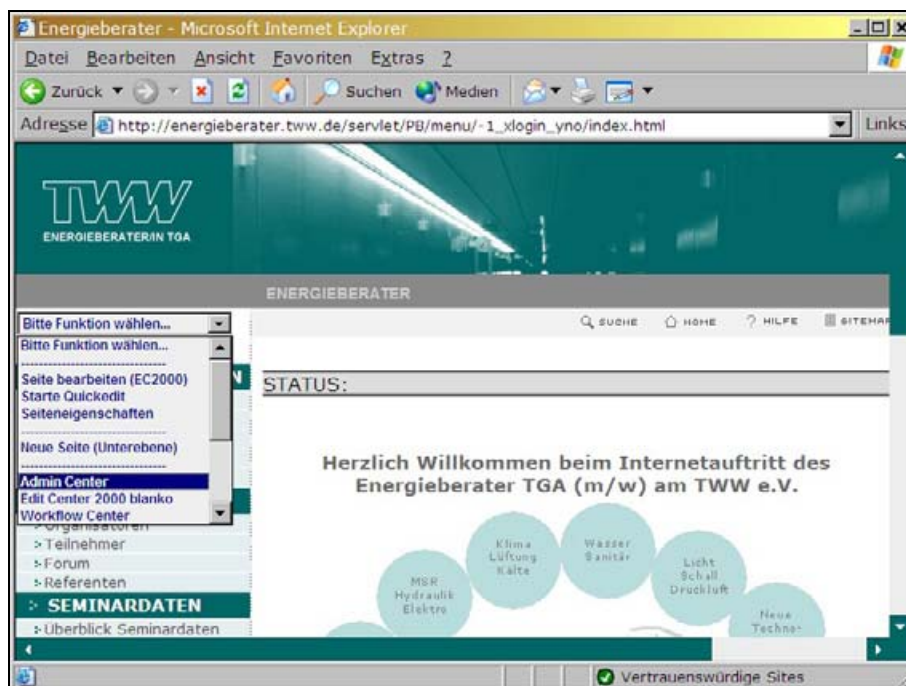 Energieberater - Microsoft Internet Explorer
Datei Bearbeiten Ansicht Favoriten Extras ?
Zurück Suchen Medien
Adresse http://energieberater.tww.de/servlet/PB/menu/-1_xlogin_yno/index.html Links
TWW
ENERGIEBERATER/IN TGA
ENERGIEBERATER
SUCHE HOME ? HILFE SITEMAP
Bitte Funktion wählen...
Bitte Funktion wählen...
Seite bearbeiten (EC2000)
Starte Quickedit
Seiteneigenschaften
Neue Seite (Unterebene)
Admin Center
Edit Center 2000 blanko
Workflow Center
N
Organisatoren
Teilnehmer
Forum
Referenten
SEMINARDATEN
Überblick Seminardaten
STATUS:
Herzlich Willkommen beim Internetauftritt des
Energieberater TGA (m/w) am TWW e.V.
MSR
Hydraulik
Elektro
Klima
Lüftung
Kälte
Wasser
Sanitär
Licht
Schall
Druckluft
Neue
Techno-
Vertrauenswürdige Sites